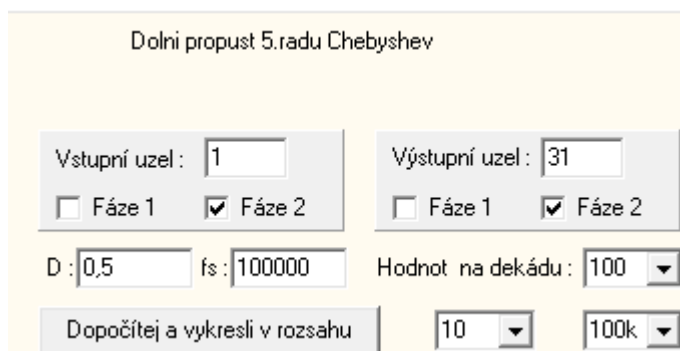 Dolni propust 5.radu Chebyshev
Vstupní uzel : 1 Výstupní uzel : 31
Fáze 1 Fáze 2 Fáze 1 Fáze 2
D : 0,5 fs : 100000 Hodnot na dekádu : 100
Dopočítej a vykresli v rozsahu 10 100k